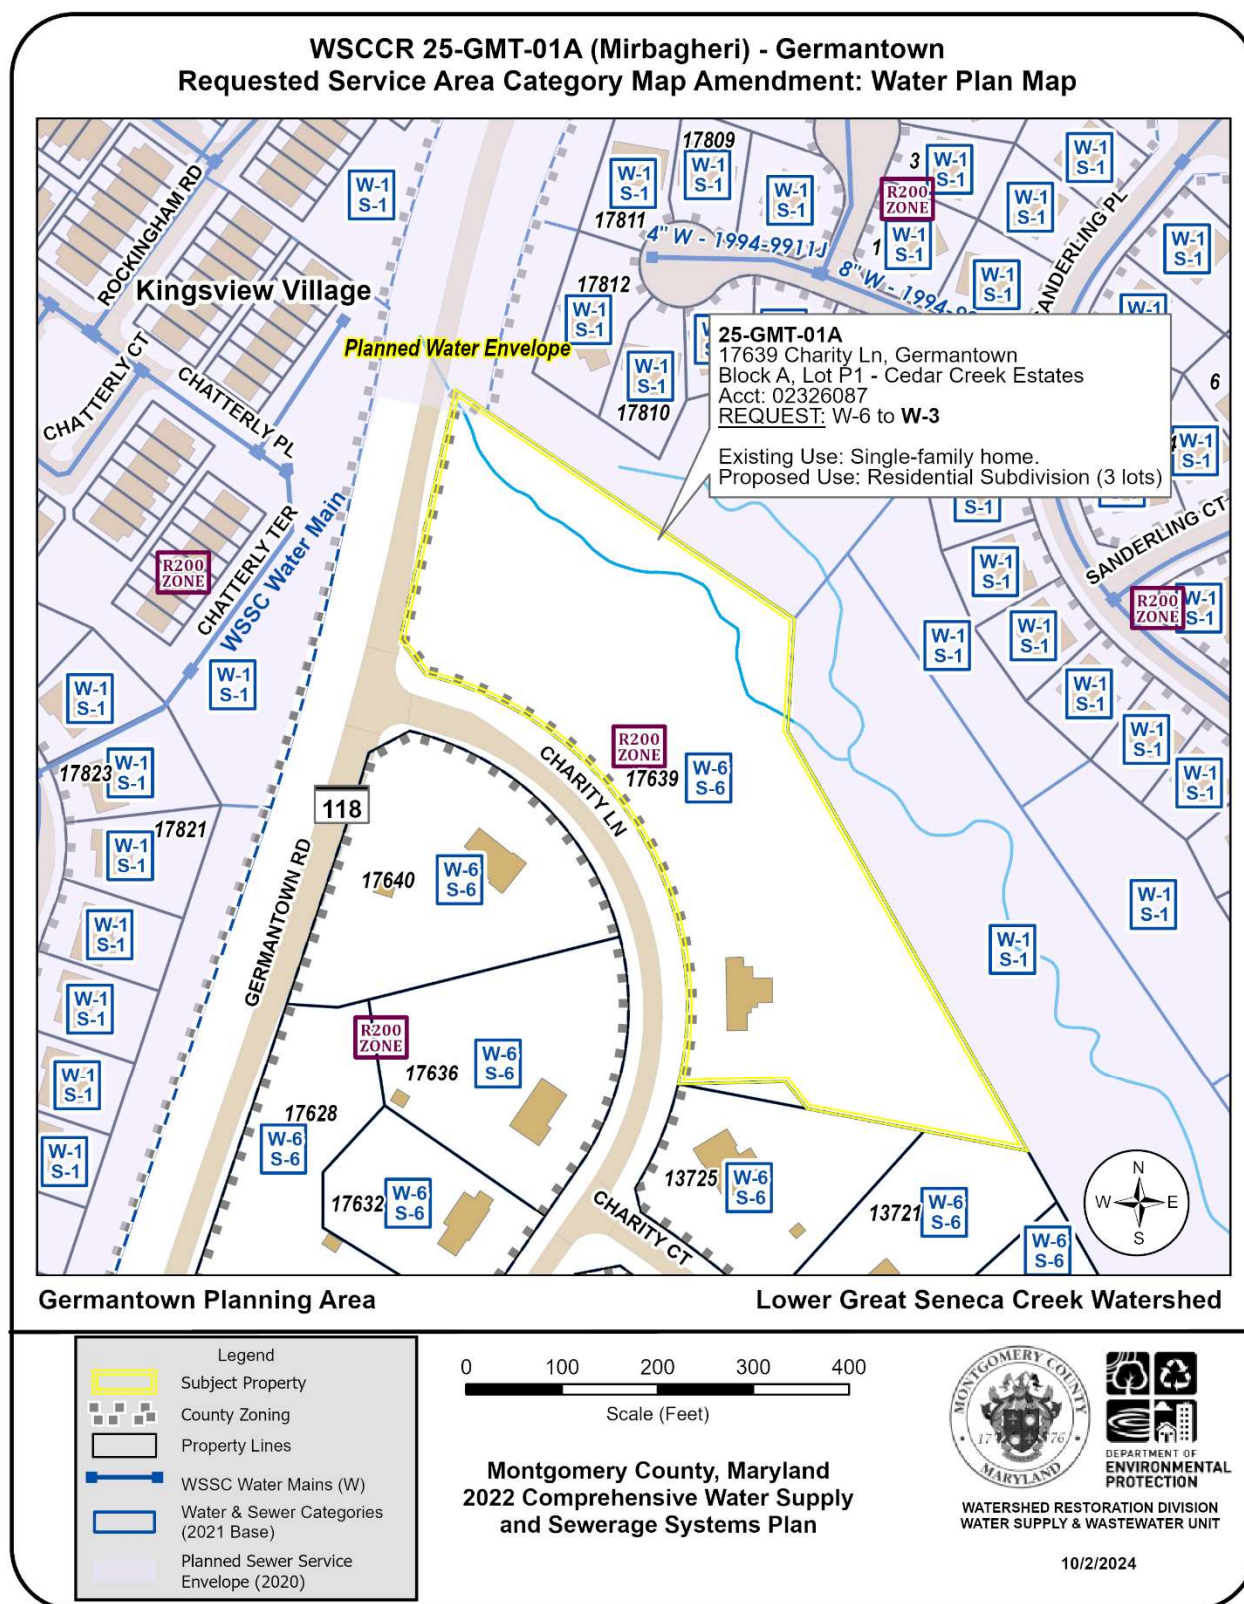 WSCCR 25-GMT-01A (Mirbagheri) - Germantown
Requested Service Area Category Map Amendment: Water Plan Map
ROCKINGHAM RD
W-1
S-1
Kingsview Village
CHATTERLY CT
CHATTERLY PL
CHATTERLY TER
WSSC Water Main
R200
ZONE
W-1
S-1
Planned Water Envelope
17809
W-1
S-1
W-1
S-1
W-1
S-1
17811
4" W - 1994-9911J
3
W-1
S-1
R200
ZONE
1
W-1
S-1
8" W - 1994-99
W-1
S-1
W-1
S-1
W-1
S-1
SANDERLING PL
W-1
S-1
W-1
S-1
17812
W-1
S-1
W-1
S-1
17810
6
W-1
S-1
25-GMT-01A
17639 Charity Ln, Germantown
Block A, Lot P1 - Cedar Creek Estates
Acct: 02326087
REQUEST: W-6 to W-3
Existing Use: Single-family home.
Proposed Use: Residential Subdivision (3 lots)
S-1
SANDERLING CT
W-1
S-1
R200
ZONE
W-1
S-1
W-1
S-1
W-1
S-1
W-1
S-1
W-1
S-1
W-1
S-1
W-1
S-1
W-1
S-1
W-1
S-1
17823
W-1
S-1
17821
W-1
S-1
W-1
S-1
W-1
S-1
W-1
S-1
W-1
S-1
118
GERMANTOWN RD
CHARITY LN
R200
ZONE
17639
W-6
S-6
17640
W-6
S-6
R200
ZONE
17636
W-6
S-6
17628
W-6
S-6
17632
W-6
S-6
CHARITY CT
13725
W-6
S-6
13721
W-6
S-6
W-6
S-6
N
W
E
S
Germantown Planning Area
Lower Great Seneca Creek Watershed
Legend
Subject Property
County Zoning
Property Lines
WSSC Water Mains (W)
Water & Sewer Categories
(2021 Base)
Planned Sewer Service
Envelope (2020)
0 100 200 300 400
Scale (Feet)
Montgomery County, Maryland
2022 Comprehensive Water Supply
and Sewerage Systems Plan
MONTGOMERY COUNTY
17 76
MARYLAND
DEPARTMENT OF
ENVIRONMENTAL
PROTECTION
WATERSHED RESTORATION DIVISION
WATER SUPPLY & WASTEWATER UNIT
10/2/2024